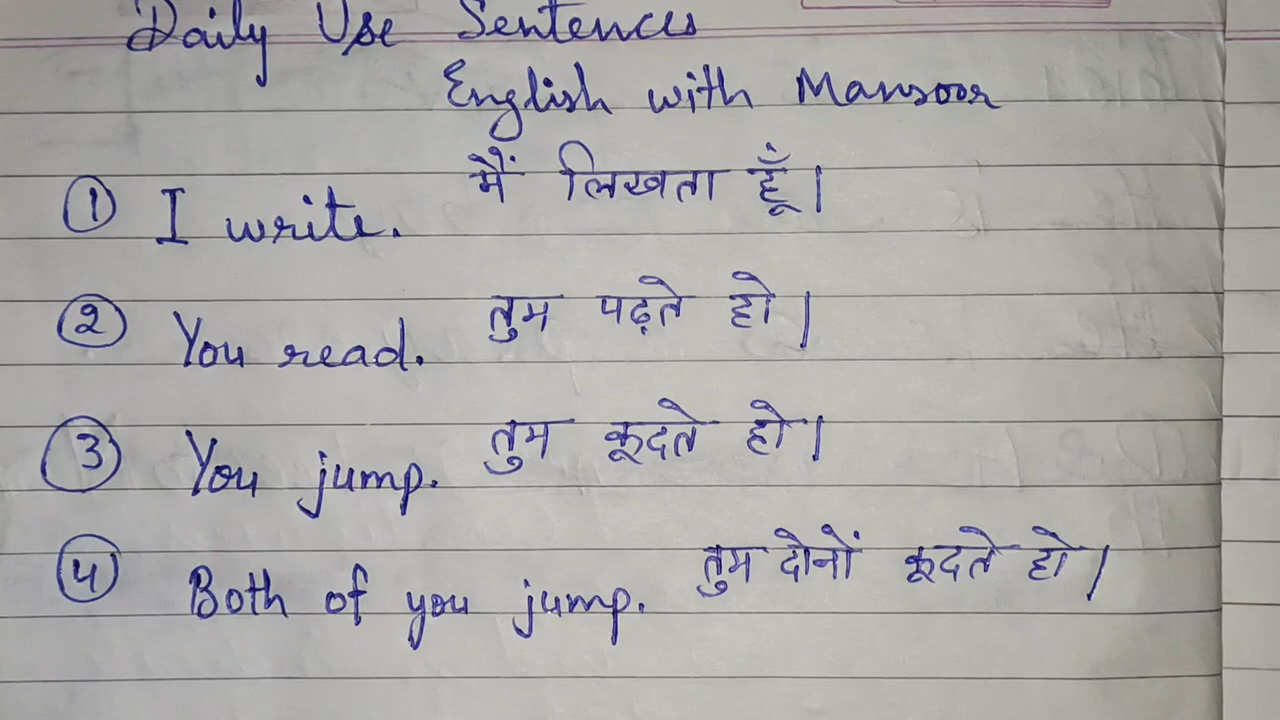 Daily Use Sentences
English with Mansoor
① I write. मैं लिखता हूँ।
② You read. तुम पढ़ते हो।
③ You jump. तुम कूदते हो।
④ Both of you jump. तुम दोनों कूदते हो।